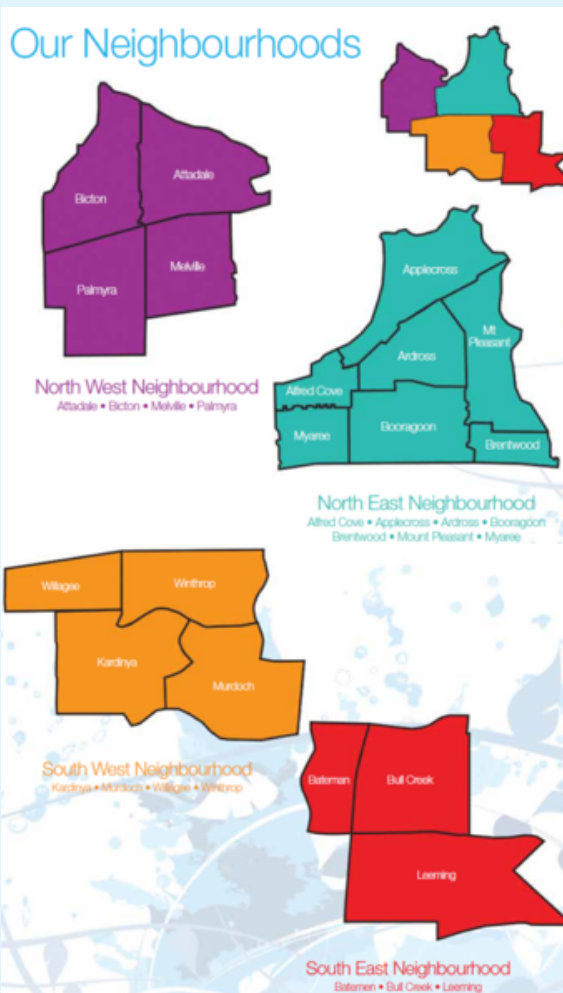 Our Neighbourhoods
Bicton
Attadale
Palmyra
Melville
North West Neighbourhood
Attadale • Bicton • Melville • Palmyra
Applecross
Mt
Pleasant
Ardross
Alfred Cove
Myaree
Booragoon
Brentwood
North East Neighbourhood
Alfred Cove • Applecross • Ardross • Booragoon
Brentwood • Mount Pleasant • Myaree
Willagee
Winthrop
Kardinya
Murdoch
South West Neighbourhood
Kardinya • Murdoch • Willagee • Winthrop
Bateman
Bull Creek
Leeming
South East Neighbourhood
Batemen • Bull Creek • Leeming